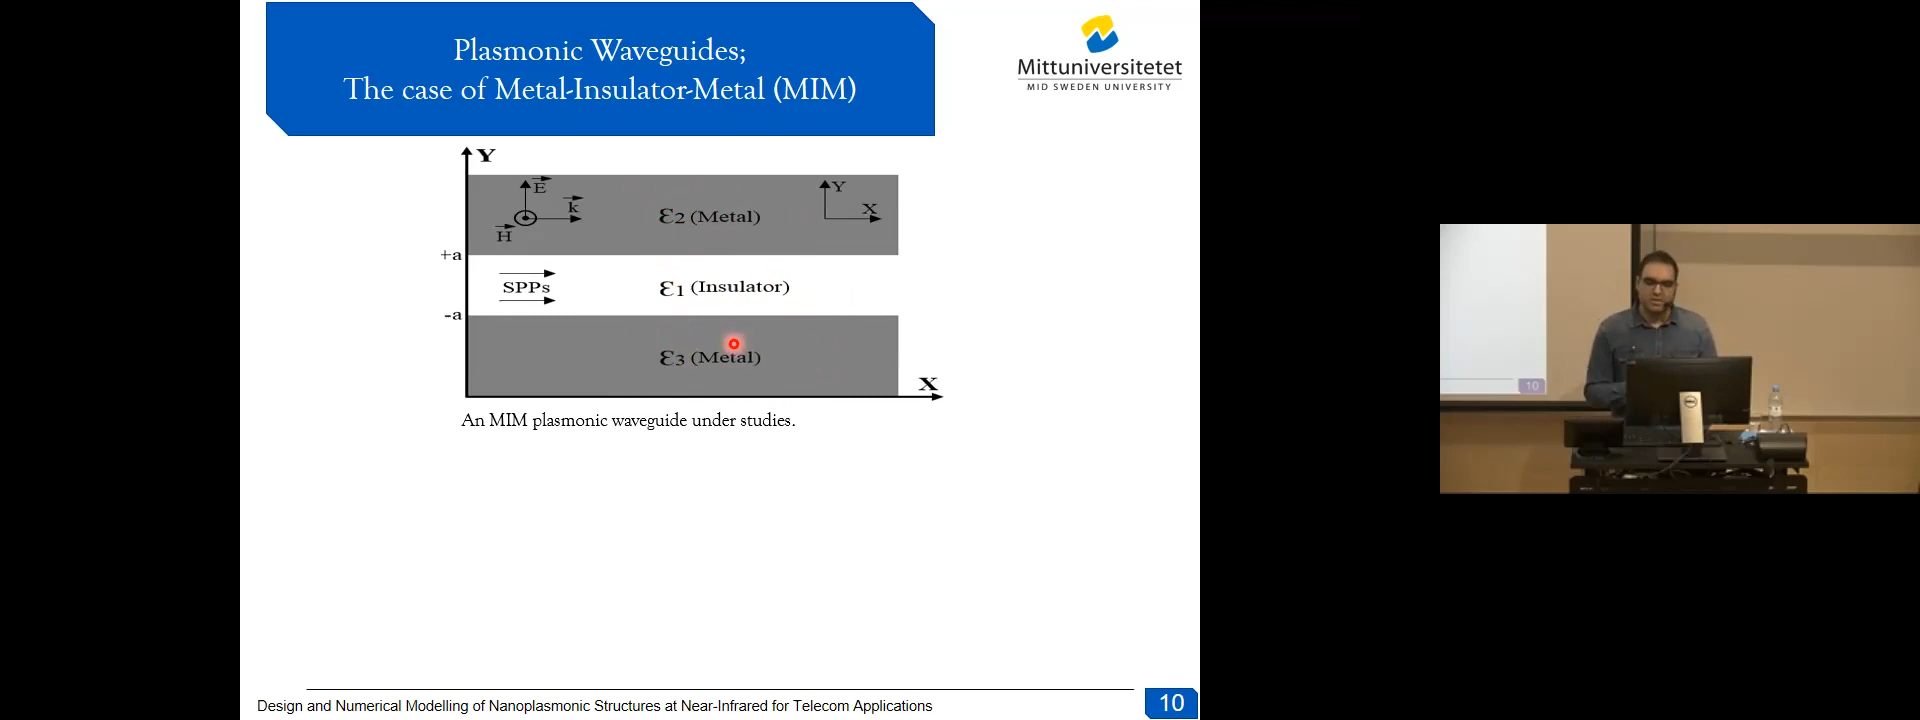 Plasmonic Waveguides;
The case of Metal-Insulator-Metal (MIM)
Mittuniversitetet
MID SWEDEN UNIVERSITY
Y
E
k
H
ε2 (Metal)
Y
X
+a
SPPs
ε1 (Insulator)
-a
ε3 (Metal)
X
An MIM plasmonic waveguide under studies.
Design and Numerical Modelling of Nanoplasmonic Structures at Near-Infrared for Telecom Applications
10
10
DELL